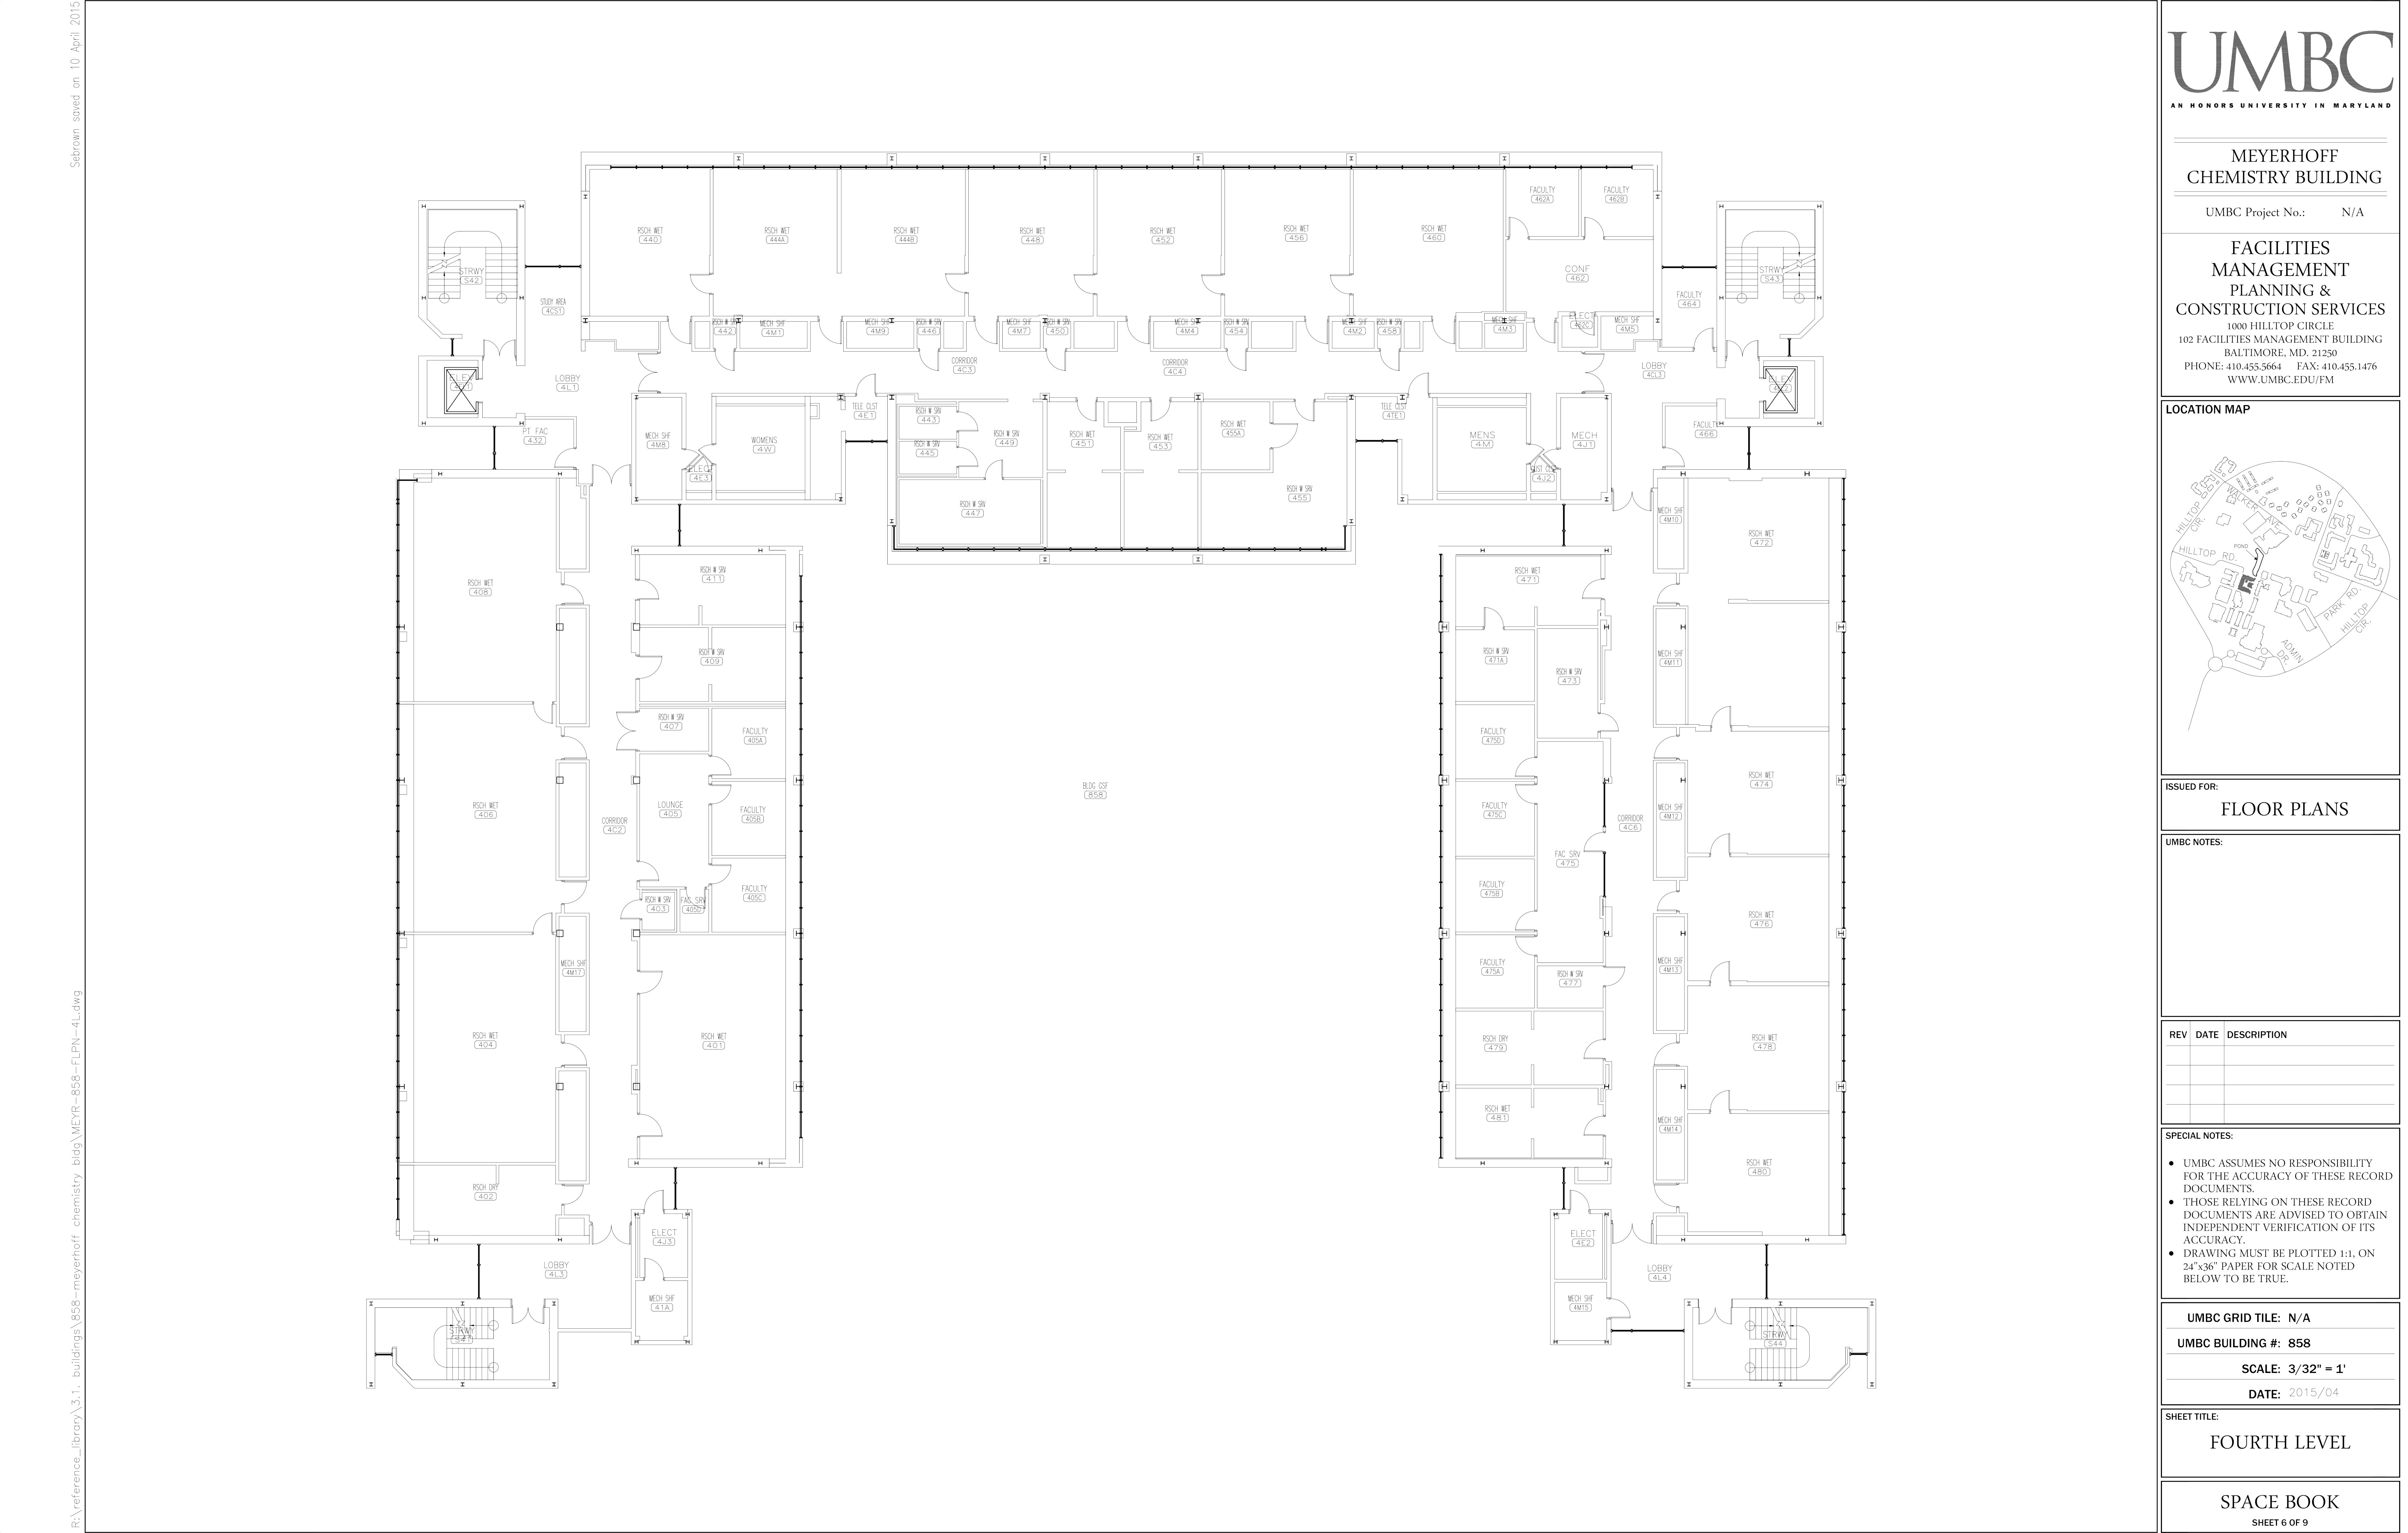 Sebrown saved on 10 April 2015
R:\reference_library\3.1. buildings\858-meyerhoff chemistry bldg\MEYR-858-FLPN-4L.dwg
RSCH WET
440
RSCH WET
444A
RSCH WET
444B
RSCH WET
448
RSCH WET
452
RSCH WET
456
RSCH WET
460
FACULTY
462A
FACULTY
462B
CONF
462
FACULTY
464
STRWY
S42
STRWY
S43
STUDY AREA
4CS1
RSCH W SRV
442
MECH SHF
4M1
MECH SHF
4M9
RSCH W SRV
446
MECH SHF
4M7
RSCH W SRV
450
MECH SHF
4M4
RSCH W SRV
454
MECH SHF
4M2
RSCH W SRV
458
MECH SHF
4M3
ELECT
462C
MECH SHF
4M5
CORRIDOR
4C3
CORRIDOR
4C4
LOBBY
4L1
LOBBY
4CL3
ELEV
ELEV
PT FAC
432
MECH SHF
4M8
ELECT
4E3
WOMENS
4W
TELE CLST
4E1
RSCH W SRV
443
RSCH W SRV
445
RSCH W SRV
449
RSCH W SRV
447
RSCH WET
451
RSCH WET
453
RSCH WET
455A
RSCH W SRV
455
TELE CLST
4TE1
MENS
4M
MECH
4J1
CUST CLST
4J2
FACULTY
466
RSCH WET
408
RSCH W SRV
411
RSCH W SRV
409
RSCH W SRV
407
FACULTY
405A
LOUNGE
405
FACULTY
405B
FACULTY
405C
RSCH W SRV
403
FAC SRV
405D
RSCH WET
406
CORRIDOR
4C2
MECH SHF
4M17
RSCH WET
404
RSCH WET
401
RSCH DRY
402
ELECT
4J3
LOBBY
4L3
MECH SHF
41A
STRWY
S41
BLDG GSF
858
RSCH WET
471
RSCH W SRV
471A
RSCH W SRV
473
FACULTY
475D
FACULTY
475C
FACULTY
475B
FACULTY
475A
FAC SRV
475
RSCH W SRV
477
RSCH DRY
479
RSCH WET
481
CORRIDOR
4C6
MECH SHF
4M10
MECH SHF
4M11
MECH SHF
4M12
MECH SHF
4M13
MECH SHF
4M14
RSCH WET
472
RSCH WET
474
RSCH WET
476
RSCH WET
478
RSCH WET
480
ELECT
4E2
LOBBY
4L4
MECH SHF
4M15
STRWY
S44
UMBC
AN HONORS UNIVERSITY IN MARYLAND
MEYERHOFF
CHEMISTRY BUILDING
UMBC Project No.: N/A
FACILITIES
MANAGEMENT
PLANNING &
CONSTRUCTION SERVICES
1000 HILLTOP CIRCLE
102 FACILITIES MANAGEMENT BUILDING
BALTIMORE, MD. 21250
PHONE: 410.455.5664 FAX: 410.455.1476
WWW.UMBC.EDU/FM
LOCATION MAP
HILLTOP CIR.
WALKER AVE.
POND
HILLTOP RD.
PARK RD.
HILLTOP CIR.
ADMIN DR.
ISSUED FOR:
FLOOR PLANS
UMBC NOTES:
REV DATE DESCRIPTION
SPECIAL NOTES:
● UMBC ASSUMES NO RESPONSIBILITY
FOR THE ACCURACY OF THESE RECORD
DOCUMENTS.
● THOSE RELYING ON THESE RECORD
DOCUMENTS ARE ADVISED TO OBTAIN
INDEPENDENT VERIFICATION OF ITS
ACCURACY.
● DRAWING MUST BE PLOTTED 1:1, ON
24"x36" PAPER FOR SCALE NOTED
BELOW TO BE TRUE.
UMBC GRID TILE: N/A
UMBC BUILDING #: 858
SCALE: 3/32" = 1'
DATE: 2015/04
SHEET TITLE:
FOURTH LEVEL
SPACE BOOK
SHEET 6 OF 9